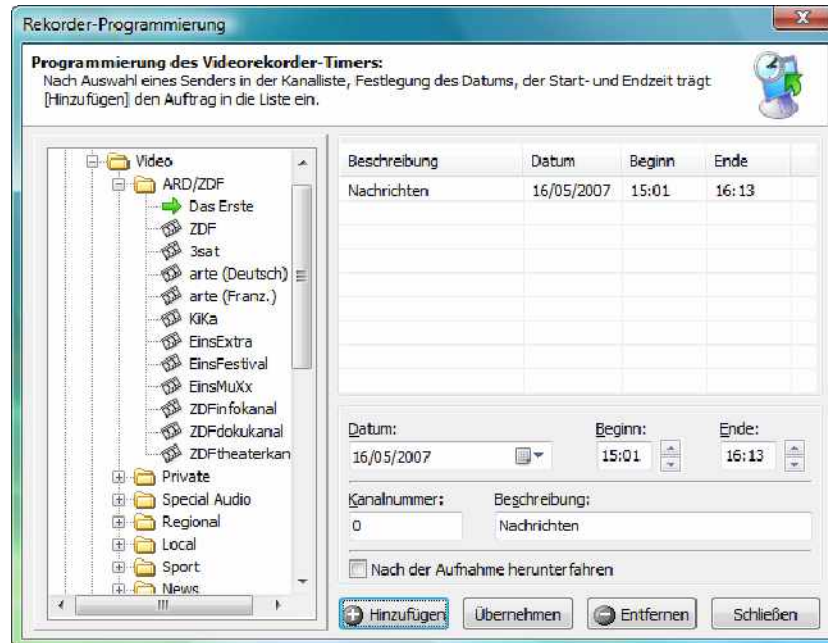 Rekorder-Programmierung
Programmierung des Videorekorder-Timers:
Nach Auswahl eines Senders in der Kanalliste, Festlegung des Datums, der Start- und Endzeit trägt
[Hinzufügen] den Auftrag in die Liste ein.
Video
ARD/ZDF
Das Erste
ZDF
3sat
arte (Deutsch)
arte (Franz.)
KiKa
EinsExtra
EinsFestival
EinsMuXx
ZDFinfokanal
ZDFdokukanal
ZDFtheaterkan
Private
Special Audio
Regional
Local
Sport
News
Beschreibung Datum Beginn Ende
Nachrichten 16/05/2007 15:01 16:13
Datum: Beginn: Ende:
16/05/2007 15:01 16:13
Kanalnummer: Beschreibung:
0 Nachrichten
Nach der Aufnahme herunterfahren
Hinzufügen Übernehmen Entfernen Schließen